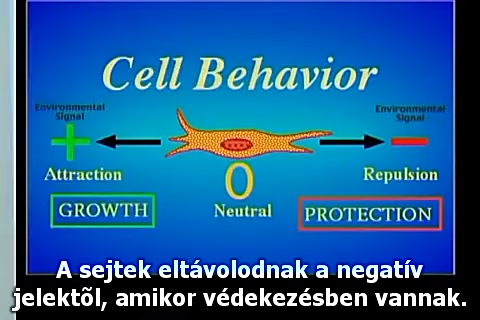 Cell Behavior
Environmental
Signal
Environmental
Signal
Attraction
Repulsion
0
Neutral
GROWTH
PROTECTION
A sejtek eltávolodnak a negatív
jelektõl, amikor védekezésben vannak.